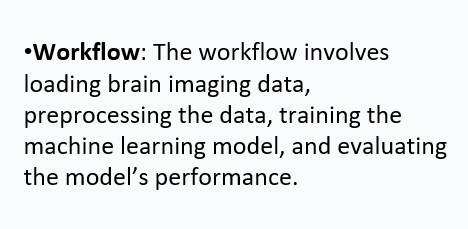 •Workflow: The workflow involves
loading brain imaging data,
preprocessing the data, training the
machine learning model, and evaluating
the model’s performance.